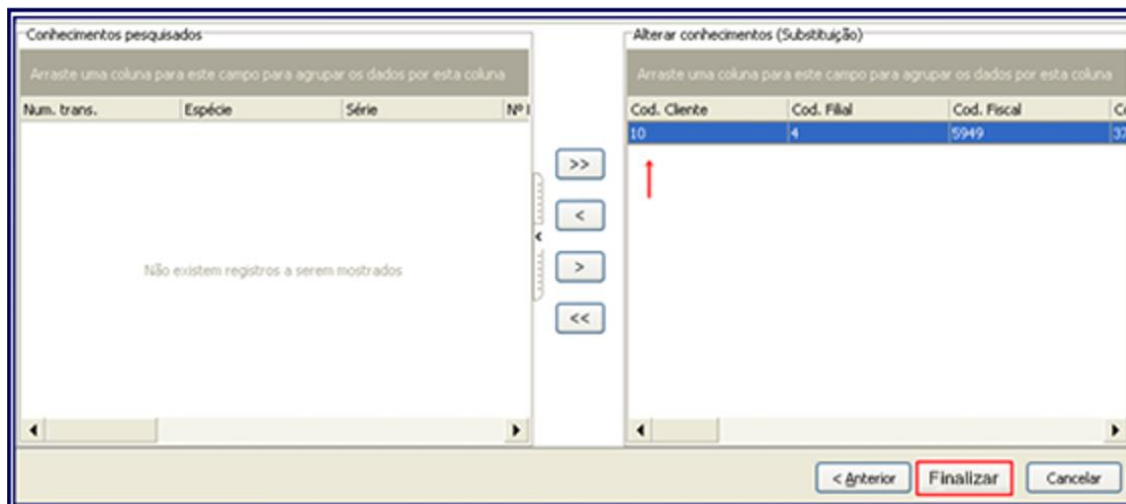 Conhecimentos pesquisados
Arraste uma coluna para este campo para agrupar os dados por esta coluna
Num. trans. Espécie Série Nº
Não existem registros a serem mostrados
>>
<
>
<<
Alterar conhecimentos (Substituição)
Arraste uma coluna para este campo para agrupar os dados por esta coluna
Cod. Cliente Cod. Filial Cod. Fiscal
10 4 5949 37
< Anterior Finalizar Cancelar